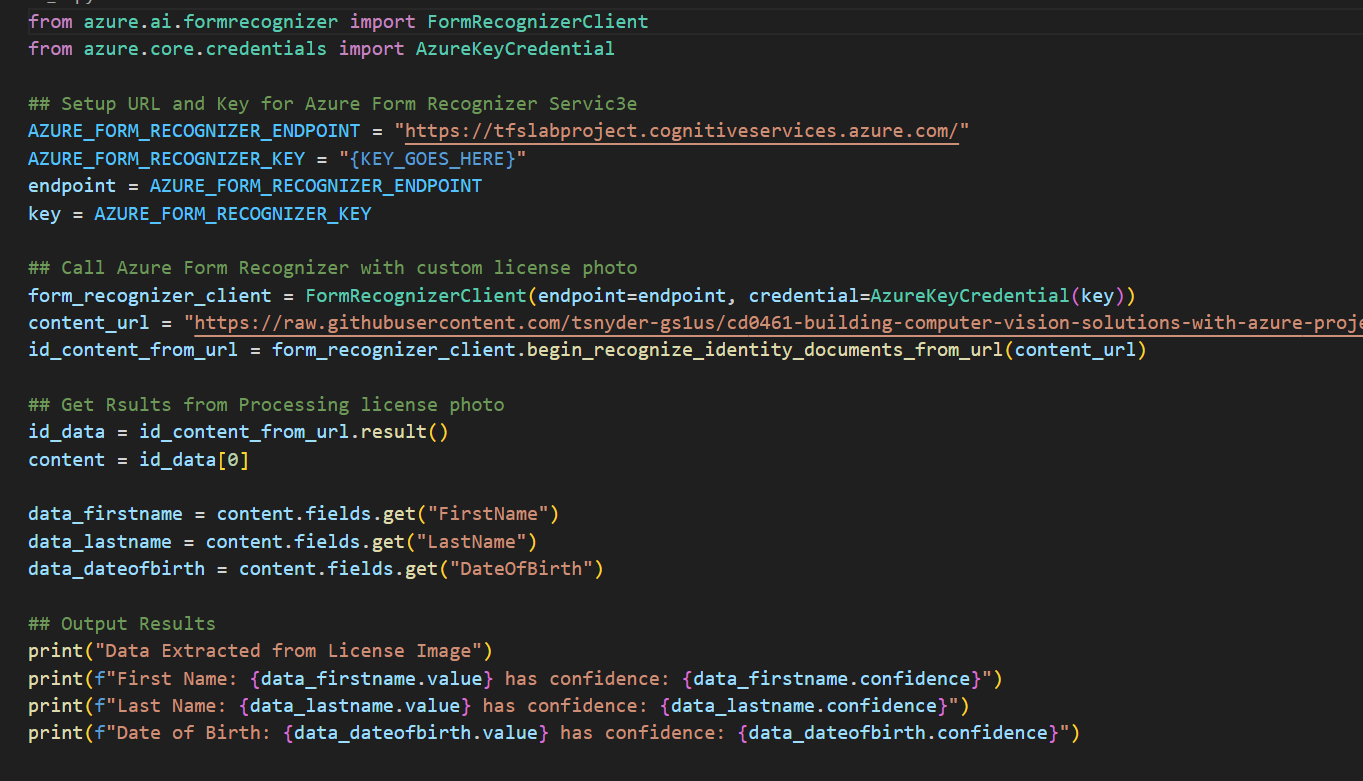 from azure.ai.formrecognizer import FormRecognizerClient
from azure.core.credentials import AzureKeyCredential
## Setup URL and Key for Azure Form Recognizer Servic3e
AZURE_FORM_RECOGNIZER_ENDPOINT = "https://tfslabproject.cognitiveservices.azure.com/"
AZURE_FORM_RECOGNIZER_KEY = "{KEY_GOES_HERE}"
endpoint = AZURE_FORM_RECOGNIZER_ENDPOINT
key = AZURE_FORM_RECOGNIZER_KEY
## Call Azure Form Recognizer with custom license photo
form_recognizer_client = FormRecognizerClient(endpoint=endpoint, credential=AzureKeyCredential(key))
content_url = "https://raw.githubusercontent.com/tsnyder-gs1us/cd0461-building-computer-vision-solutions-with-azure-proje
id_content_from_url = form_recognizer_client.begin_recognize_identity_documents_from_url(content_url)
## Get Rsults from Processing license photo
id_data = id_content_from_url.result()
content = id_data[0]
data_firstname = content.fields.get("FirstName")
data_lastname = content.fields.get("LastName")
data_dateofbirth = content.fields.get("DateOfBirth")
## Output Results
print("Data Extracted from License Image")
print(f"First Name: {data_firstname.value} has confidence: {data_firstname.confidence}")
print(f"Last Name: {data_lastname.value} has confidence: {data_lastname.confidence}")
print(f"Date of Birth: {data_dateofbirth.value} has confidence: {data_dateofbirth.confidence}")